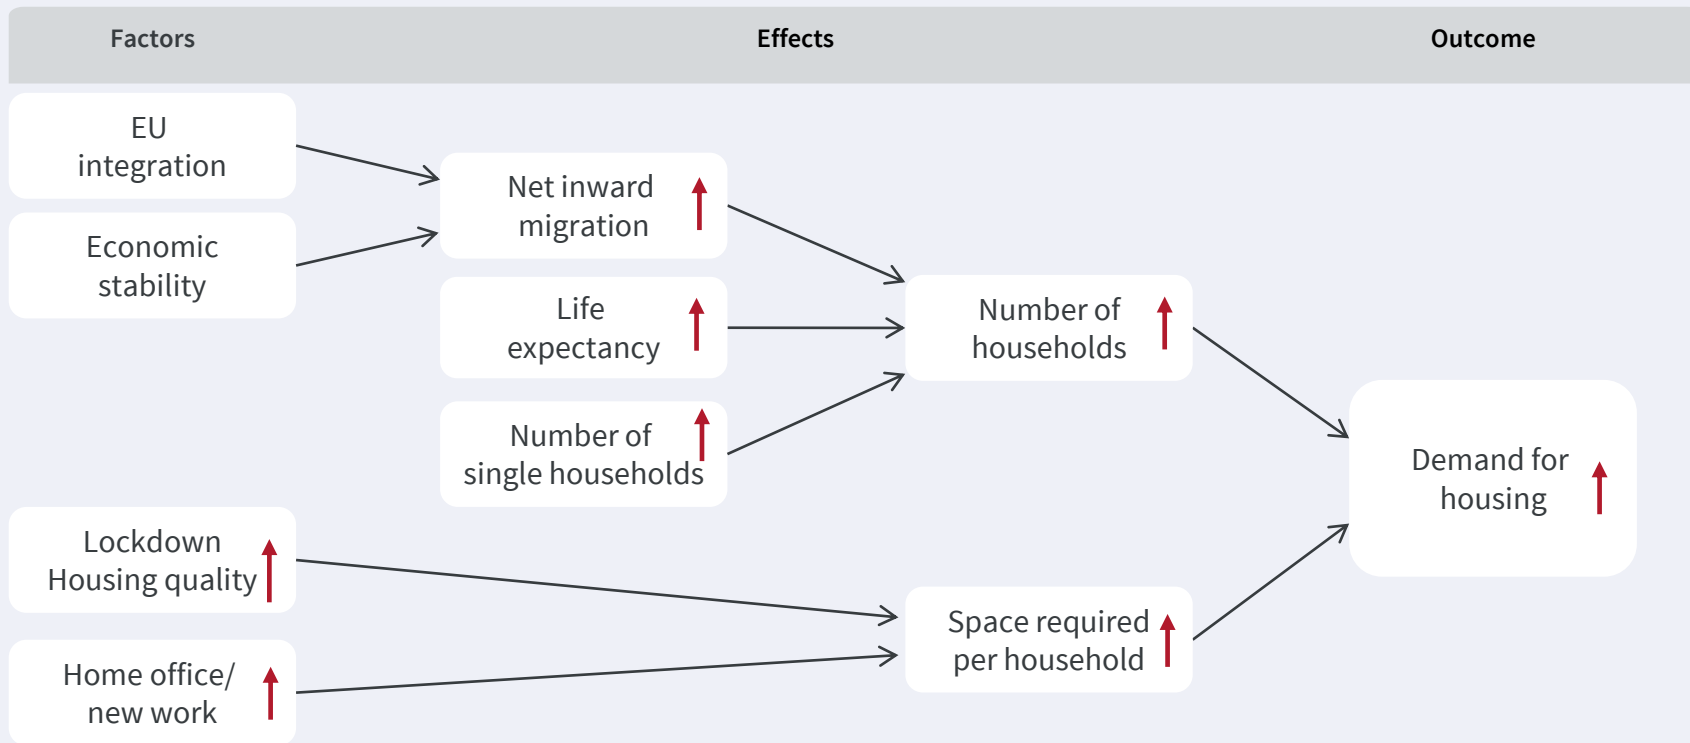 Factors
Effects
Outcome
EU
integration
Economic
stability
Net inward
migration
Life
expectancy
Number of
single households
Number of
households
Lockdown
Housing quality
Home office/
new work
Space required
per household
Demand for
housing